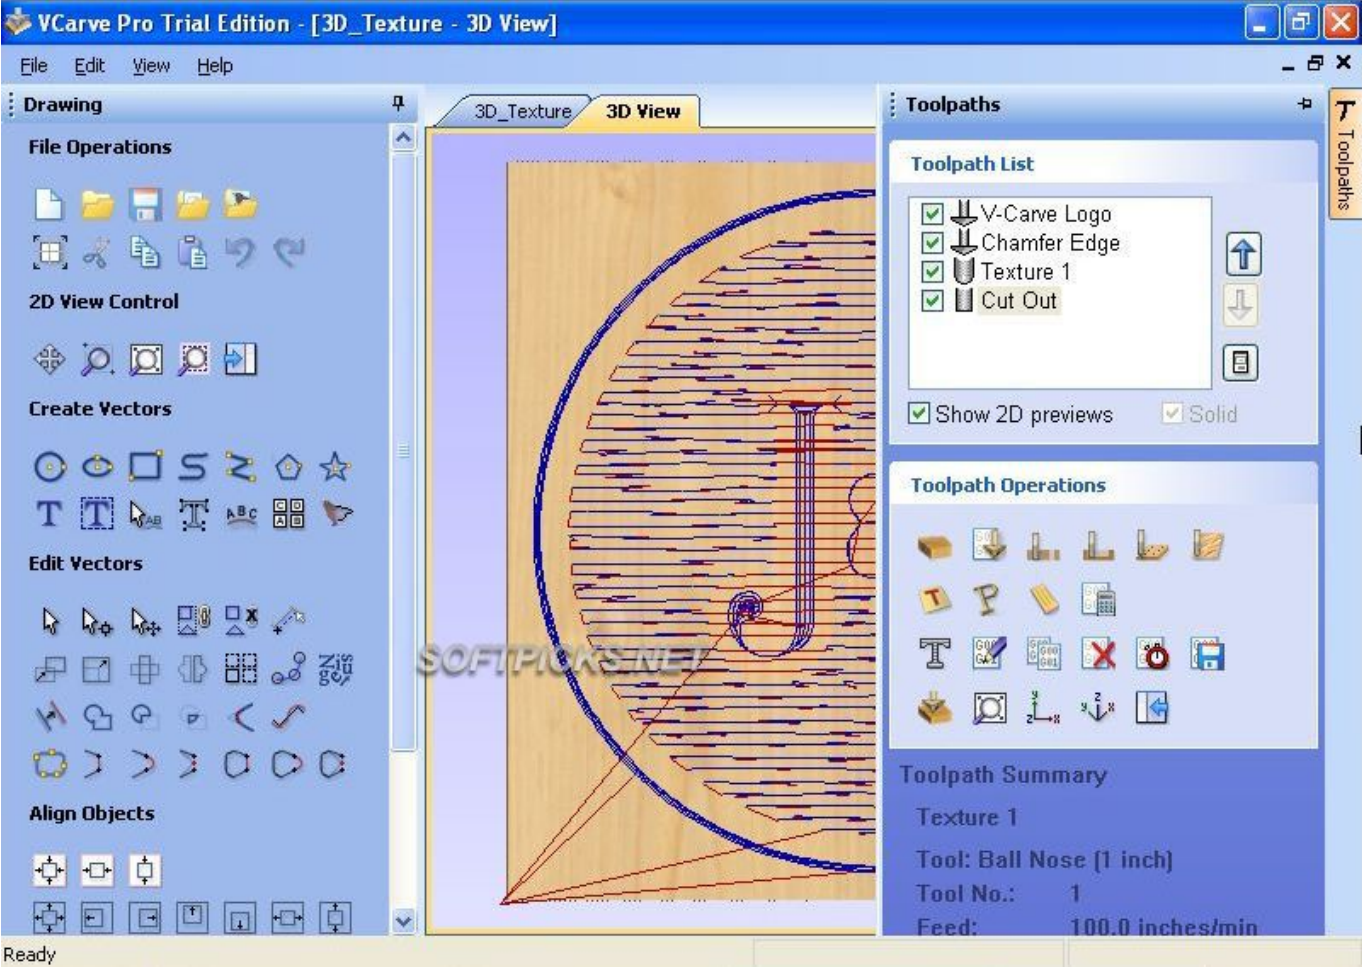 VCarve Pro Trial Edition - [3D_Texture - 3D View]
File Edit View Help
Drawing
File Operations
2D View Control
Create Vectors
Edit Vectors
Align Objects
3D_Texture
3D View
SOFTPICKS.NET
Toolpaths
Toolpaths
Toolpath List
V-Carve Logo
Chamfer Edge
Texture 1
Cut Out
Show 2D previews
Solid
Toolpath Operations
Toolpath Summary
Texture 1
Tool: Ball Nose (1 inch)
Tool No.: 1
Feed: 100.0 inches/min
Ready